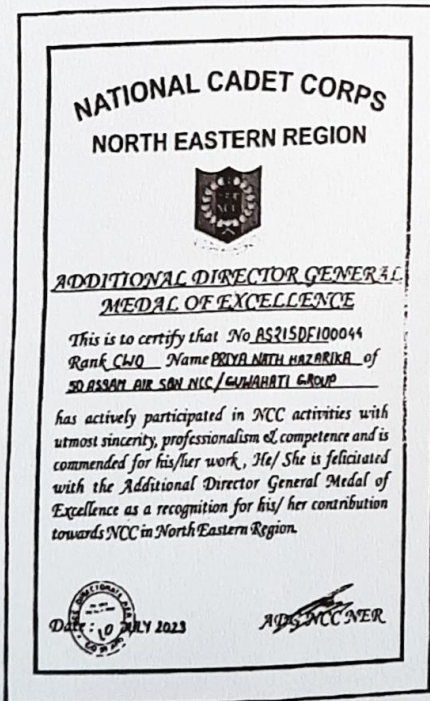 NATIONAL CADET CORPS
NORTH EASTERN REGION
NCC
ADDITIONAL DIRECTOR GENERAL
MEDAL OF EXCELLENCE
This is to certify that No AS21SDF100044
Rank CWO Name PRIYA NATH HAZARIKA of
50 ASSAM AIR SQN NCC/GUWAHATI GROUP
has actively participated in NCC activities with
utmost sincerity, professionalism & competence and is
commended for his/her work, He/ She is felicitated
with the Additional Director General Medal of
Excellence as a recognition for his/ her contribution
towards NCC in North Eastern Region.
Date : 10 JULY 2023
ADG NCC NER